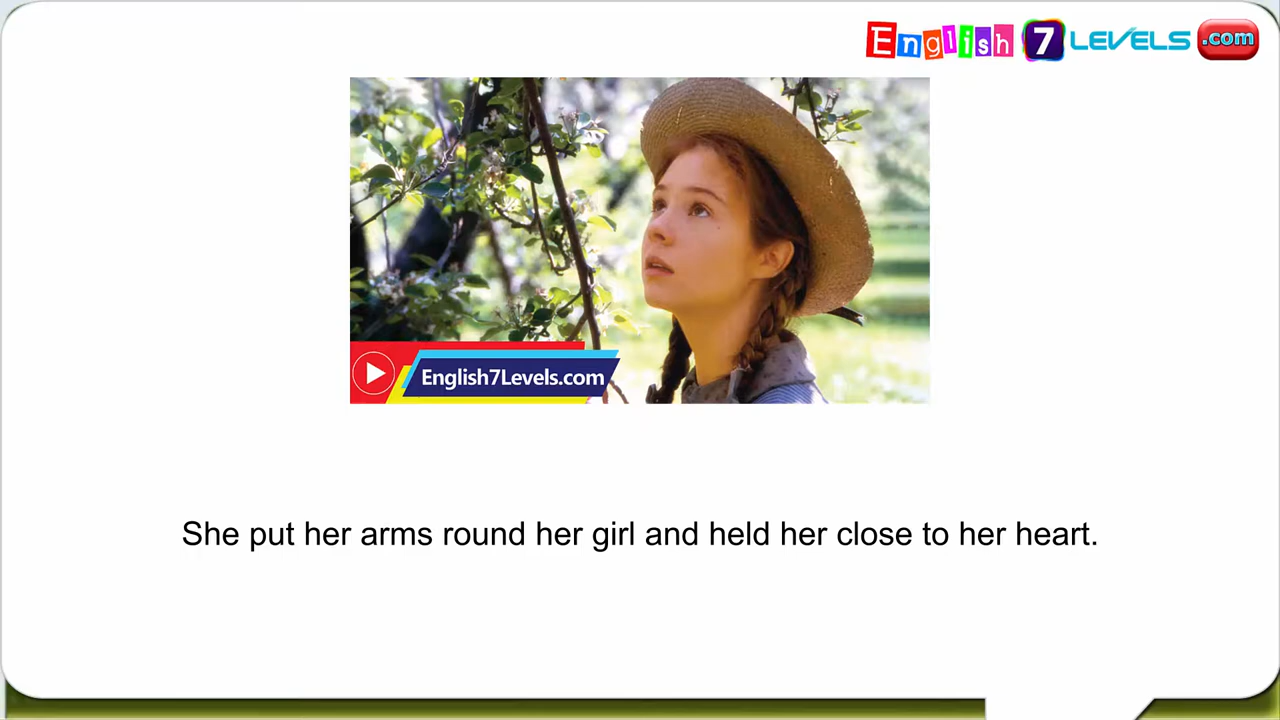 English 7 LEVELS .com
English7Levels.com
She put her arms round her girl and held her close to her heart.